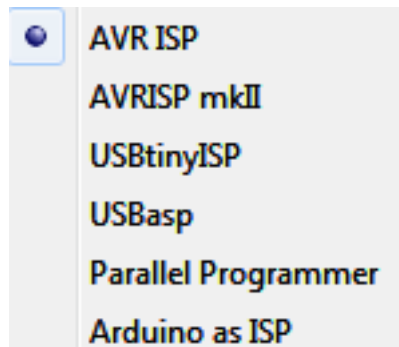 AVR ISP
AVRISP mkII
USBtinyISP
USBasp
Parallel Programmer
Arduino as ISP